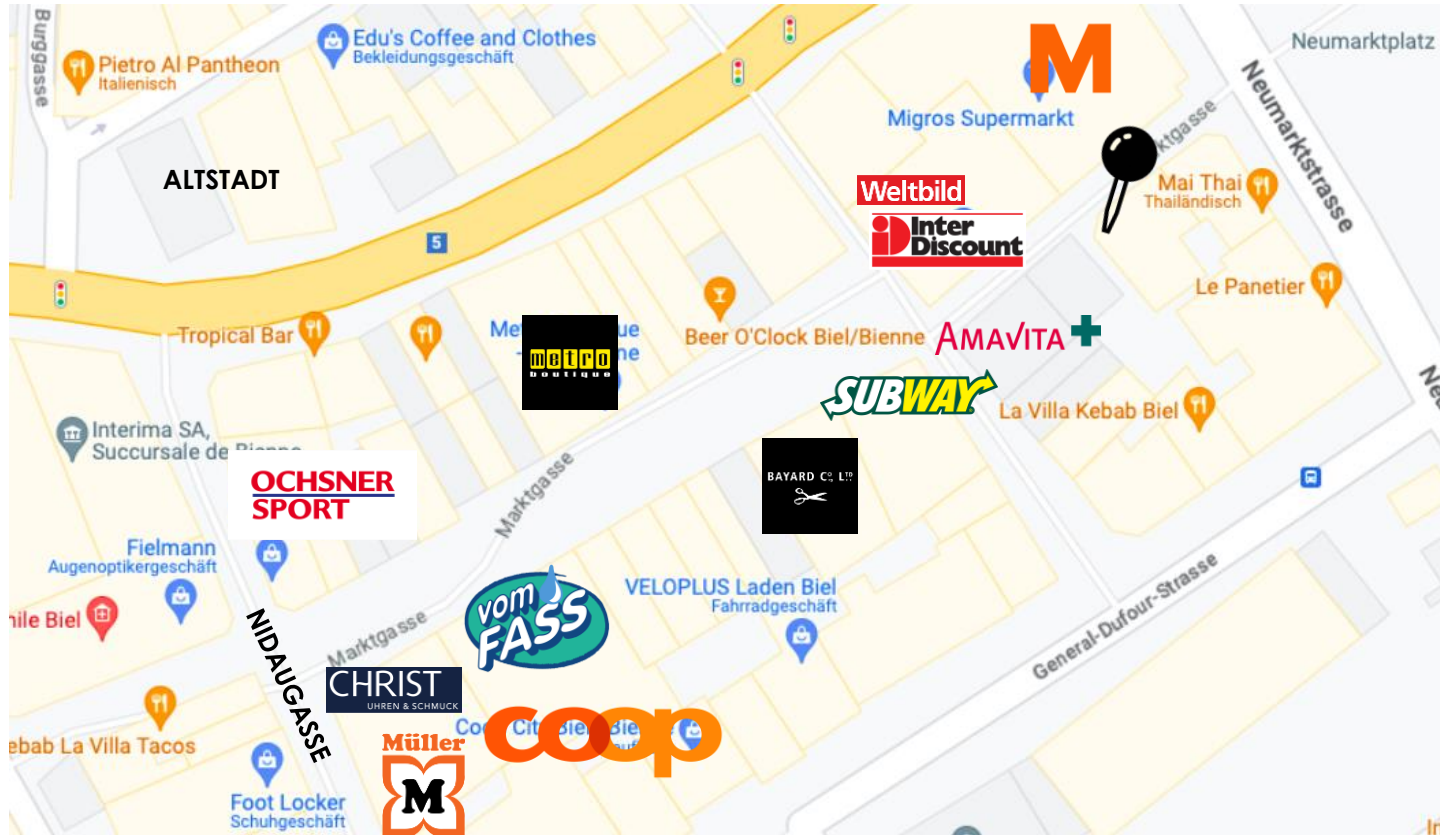 Burggasse
Pietro Al Pantheon
Italienisch
Edu's Coffee and Clothes
Bekleidungsgeschäft
M
Migros Supermarkt
Neumarktplatz
Neumarktstrasse
ALTSTADT
Weltbild
iD Inter
Discount
Mai Thai
Thailändisch
5
Le Panetier
Tropical Bar
metro
boutique
Beer O'Clock Biel/Bienne
AMAVITA
SUBWAY
La Villa Kebab Biel
Interima SA,
Succursale de
OCHSNER
SPORT
Marktgasse
BAYARD CO LTD
Fielmann
Augenoptikergeschäft
vom
FASS
VELOPLUS Laden Biel
Fahrradgeschäft
General-Dufour-Strasse
NIDAUGASSE
Marktgasse
CHRIST
UHREN & SCHMUCK
coop
Müller
M
Foot Locker
Schuhgeschäft
La Villa Tacos